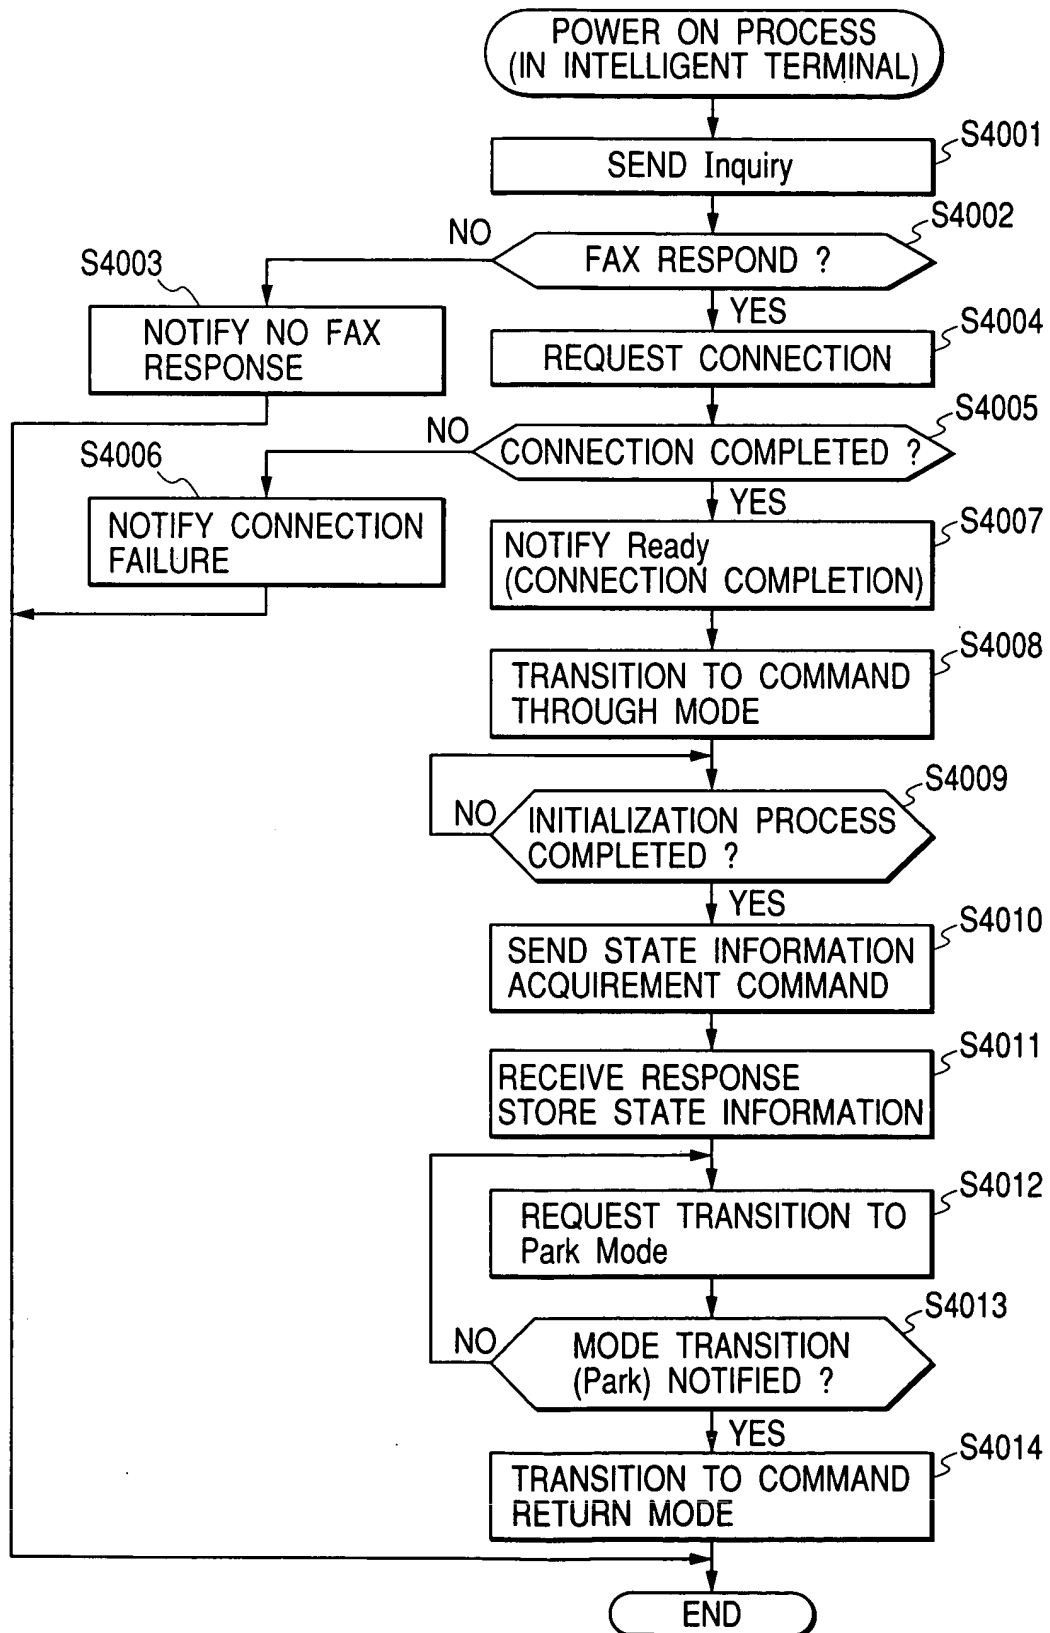 POWER ON PROCESS
(IN INTELLIGENT TERMINAL)
S4001
SEND Inquiry
S4002
NO
FAX RESPOND ?
S4003
YES
NOTIFY NO FAX
RESPONSE
S4004
REQUEST CONNECTION
S4005
NO
CONNECTION COMPLETED ?
S4006
YES
NOTIFY CONNECTION
FAILURE
S4007
NOTIFY Ready
(CONNECTION COMPLETION)
S4008
TRANSITION TO COMMAND
THROUGH MODE
S4009
NO
INITIALIZATION PROCESS
COMPLETED ?
YES
S4010
SEND STATE INFORMATION
ACQUIREMENT COMMAND
S4011
RECEIVE RESPONSE
STORE STATE INFORMATION
S4012
REQUEST TRANSITION TO
Park Mode
S4013
NO
MODE TRANSITION
(Park) NOTIFIED ?
YES
S4014
TRANSITION TO COMMAND
RETURN MODE
END